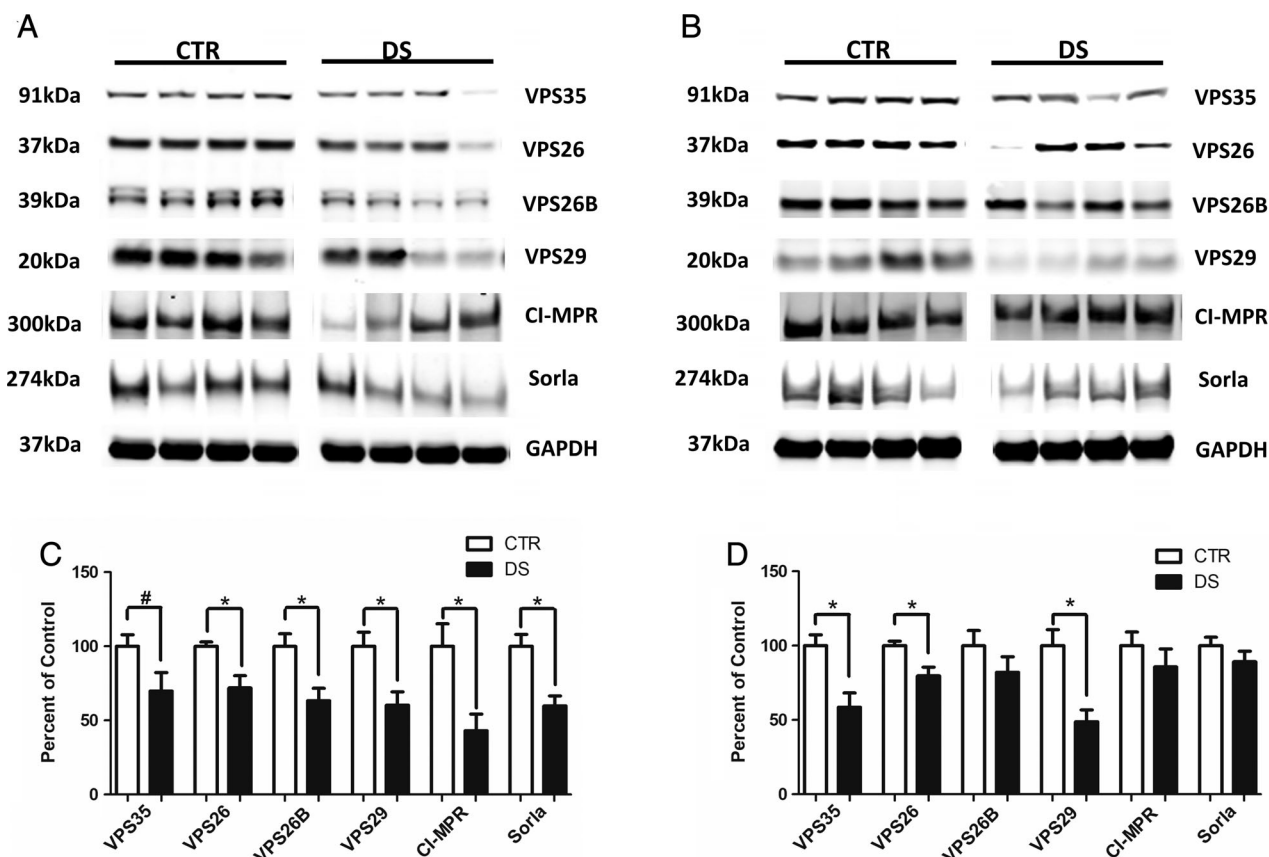 A
B
CTR DS
CTR DS
91kDa VPS35
37kDa VPS26
39kDa VPS26B
20kDa VPS29
300kDa CI-MPR
274kDa Sorla
37kDa GAPDH
91kDa VPS35
37kDa VPS26
39kDa VPS26B
20kDa VPS29
300kDa CI-MPR
274kDa Sorla
37kDa GAPDH
C
CTR
DS
Percent of Control
150
100
50
0
# * * * * *
VPS35 VPS26 VPS26B VPS29 CI-MPR Sorla
D
CTR
DS
Percent of Control
150
100
50
0
* * *
VPS35 VPS26 VPS26B VPS29 CI-MPR Sorla